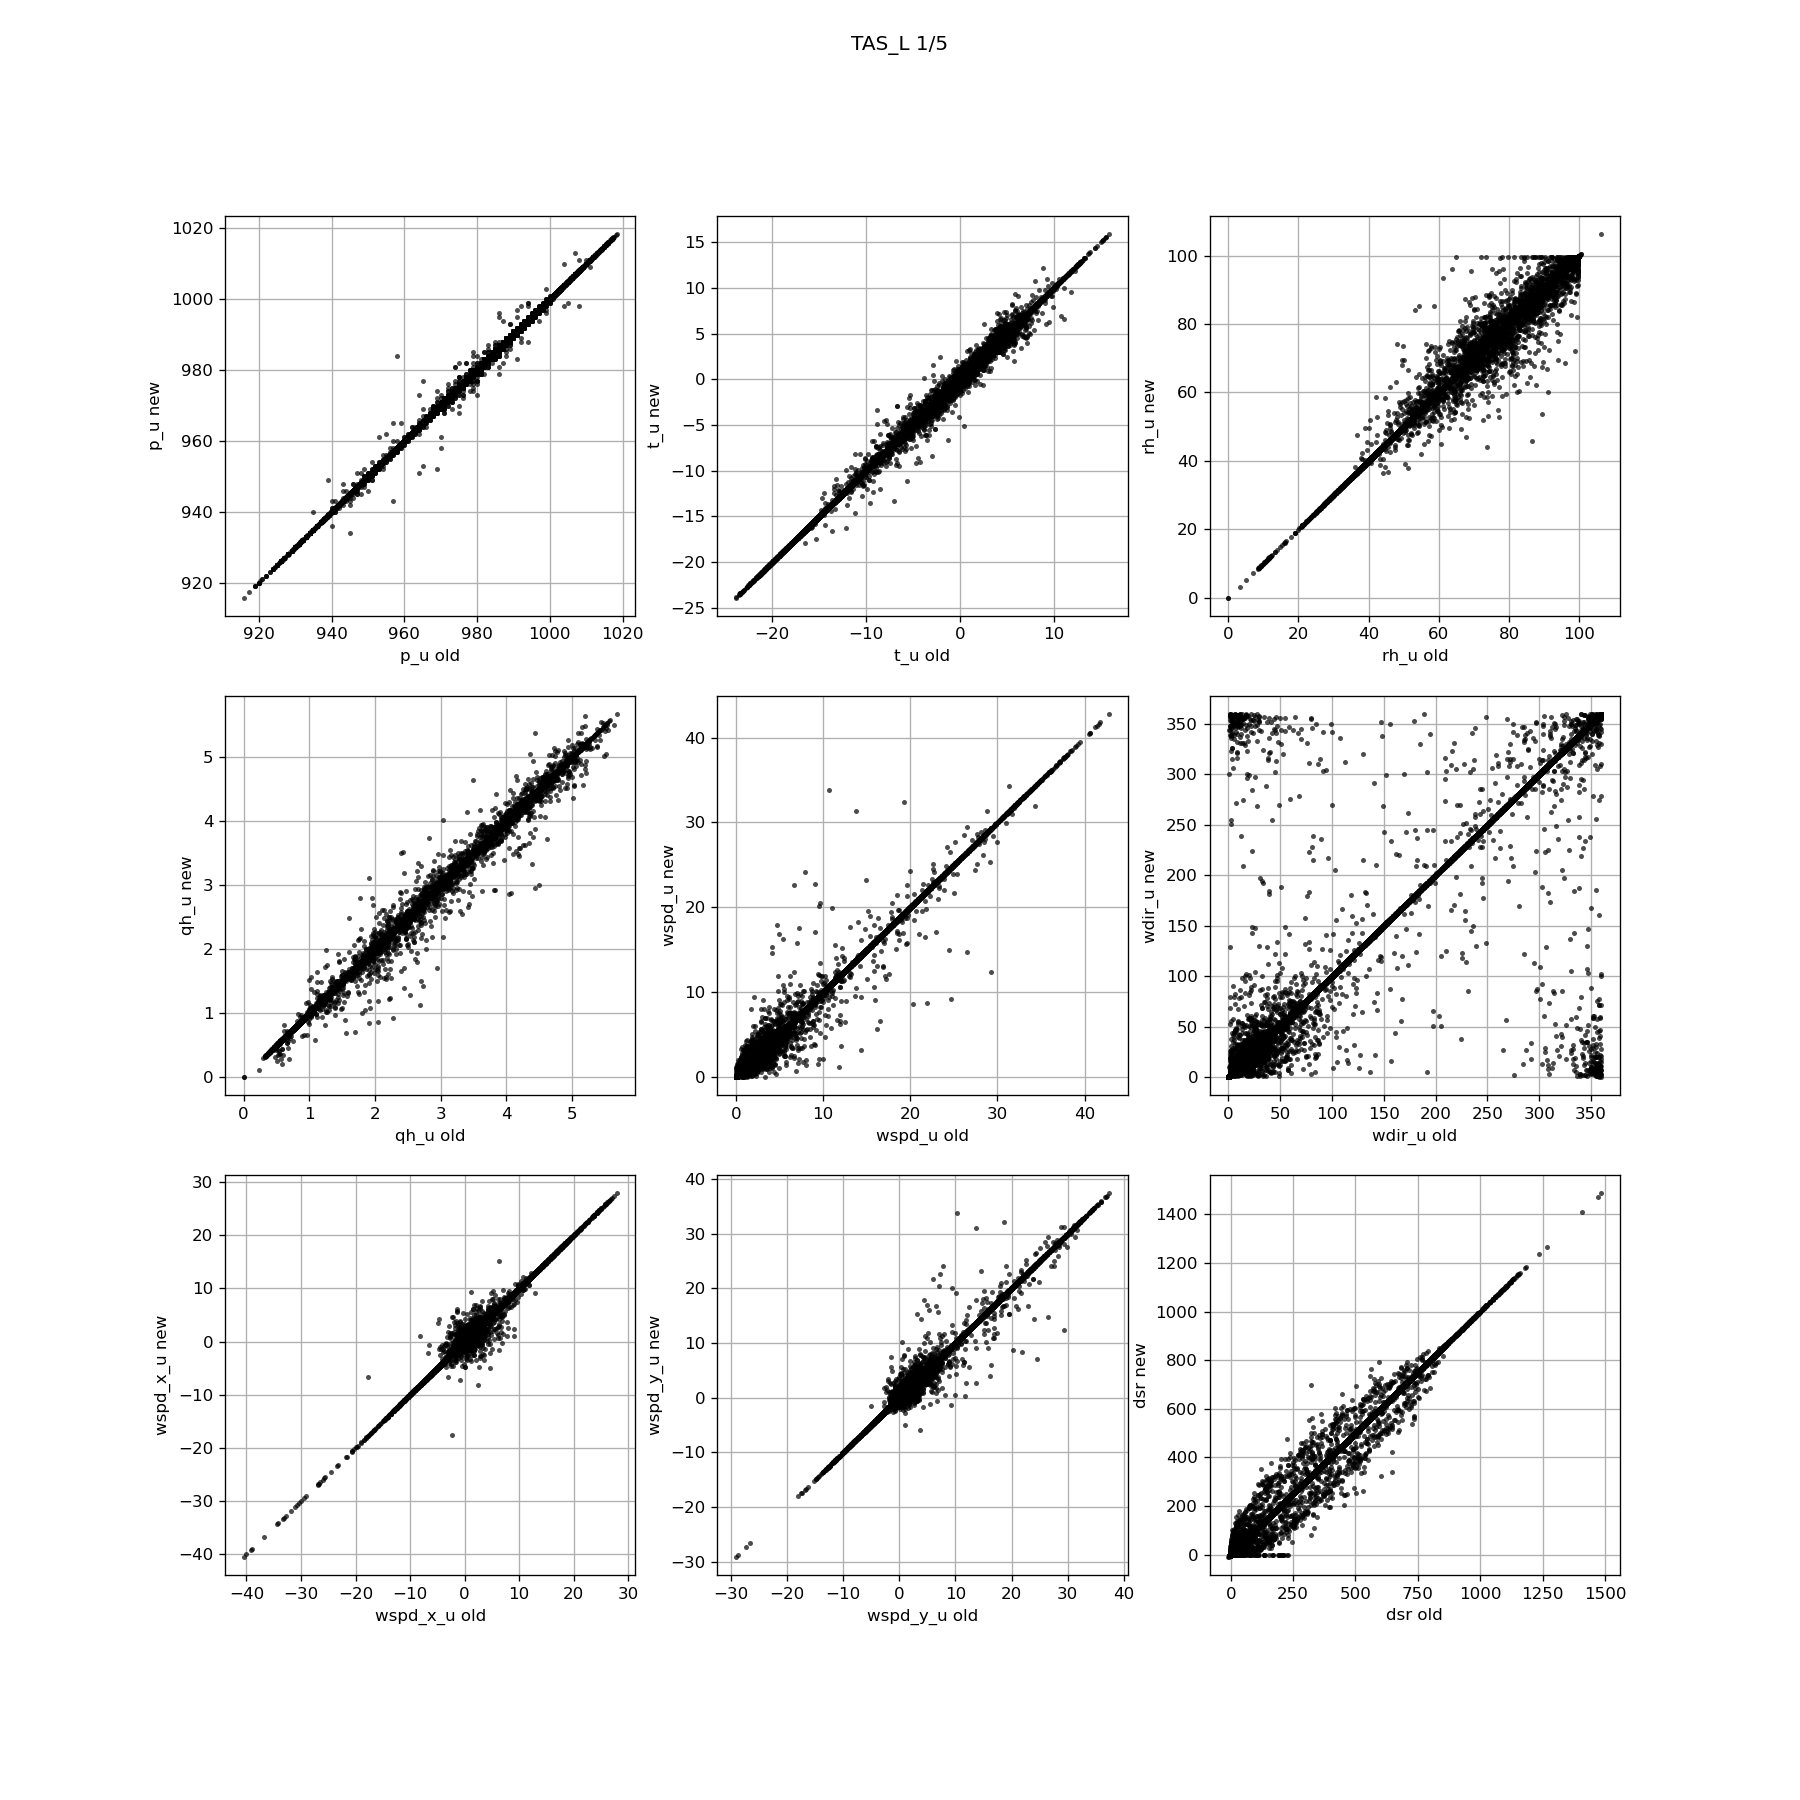 TAS_L 1/5
1020
1000
980
960
940
920
p_u new
920 940 960 980 1000 1020
p_u old
15
10
5
0
−5
−10
−15
−20
−25
t_u new
−20 −10 0 10
t_u old
100
80
60
40
20
0
rh_u new
0 20 40 60 80 100
rh_u old
5
4
3
2
1
0
qh_u new
0 1 2 3 4 5
qh_u old
40
30
20
10
0
wspd_u new
0 10 20 30 40
wspd_u old
350
300
250
200
150
100
50
0
wdir_u new
0 50 100 150 200 250 300 350
wdir_u old
30
20
10
0
−10
−20
−30
−40
wspd_x_u new
−40 −30 −20 −10 0 10 20 30
wspd_x_u old
40
30
20
10
0
−10
−20
−30
wspd_y_u new
−30 −20 −10 0 10 20 30 40
wspd_y_u old
1400
1200
1000
800
600
400
200
0
dsr new
0 250 500 750 1000 1250 1500
dsr old